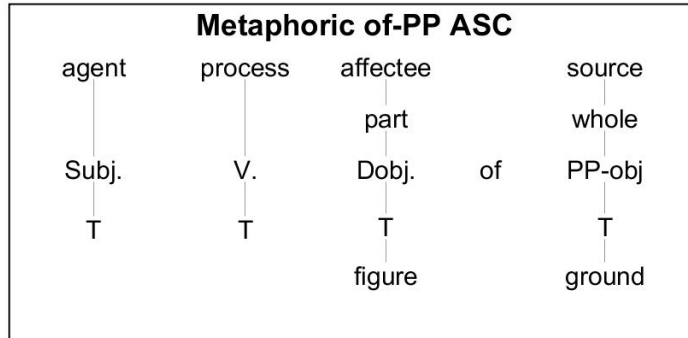 Metaphoric of-PP ASC
agent process affectee source
part whole
Subj. V. Dobj. of PP-obj
T T T T
figure ground